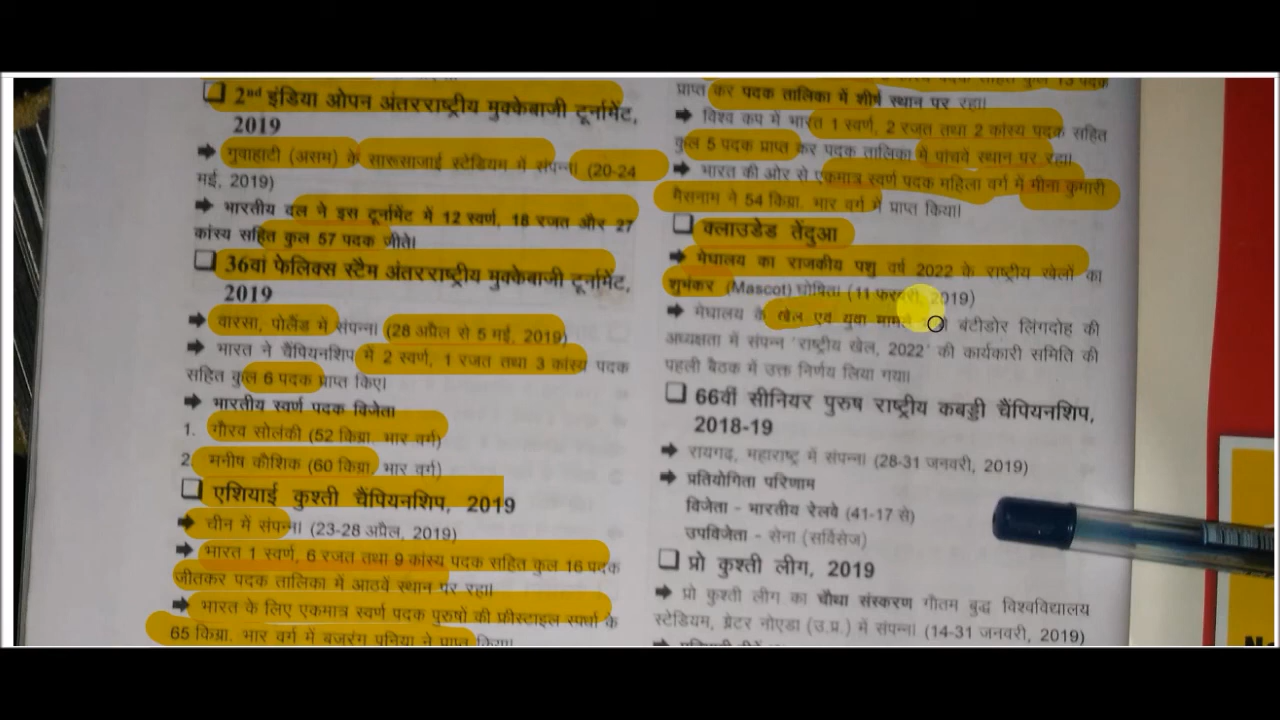 ❑ 2nd इंडिया ओपन अंतरराष्ट्रीय मुक्केबाजी टूर्नामेंट,
2019
➡ गुवाहाटी (असम) के सारूसाजाई स्टेडियम में संपन्न। (20-24
मई, 2019)
➡ भारतीय दल ने इस टूर्नामेंट में 12 स्वर्ण, 18 रजत और 27
कांस्य सहित कुल 57 पदक जीते।
❑ 36वां फेलिक्स स्टैम अंतरराष्ट्रीय मुक्केबाजी टूर्नामेंट,
2019
➡ वारसा, पोलैंड में संपन्न। (28 अप्रैल से 5 मई, 2019)
➡ भारत ने चैंपियनशिप में 2 स्वर्ण, 1 रजत तथा 3 कांस्य पदक
सहित कुल 6 पदक प्राप्त किए।
➡ भारतीय स्वर्ण पदक विजेता
1. गौरव सोलंकी (52 किग्रा. भार वर्ग)
2. मनीष कौशिक (60 किग्रा. भार वर्ग)
❑ एशियाई कुश्ती चैंपियनशिप, 2019
➡ चीन में संपन्न। (23-28 अप्रैल, 2019)
➡ भारत 1 स्वर्ण, 6 रजत तथा 9 कांस्य पदक सहित कुल 16 पदक
जीतकर पदक तालिका में आठवें स्थान पर रहा।
➡ भारत के लिए एकमात्र स्वर्ण पदक पुरुषों की फ्रीस्टाइल स्पर्धा के
65 किग्रा. भार वर्ग में बजरंग पुनिया ने प्राप्त किया।
पदक सहित कुल 13 पदक
प्राप्त कर पदक तालिका में शीर्ष स्थान पर रहा।
➡ विश्व कप में भारत 1 स्वर्ण, 2 रजत तथा 2 कांस्य पदक सहित
कुल 5 पदक प्राप्त कर पदक तालिका में पांचवें स्थान पर रहा।
➡ भारत की ओर से एकमात्र स्वर्ण पदक महिला वर्ग में मीना कुमारी
मैसनाम ने 54 किग्रा. भार वर्ग में प्राप्त किया।
❑ क्लाउडेड तेंदुआ
➡ मेघालय का राजकीय पशु वर्ष 2022 के राष्ट्रीय खेलों का
शुभंकर (Mascot) घोषित। (11 फरवरी, 2019)
➡ मेघालय के खेल एवं युवा मामले बंटीडोर लिंगदोह की
अध्यक्षता में संपन्न 'राष्ट्रीय खेल, 2022' की कार्यकारी समिति की
पहली बैठक में उक्त निर्णय लिया गया।
❑ 66वीं सीनियर पुरुष राष्ट्रीय कबड्डी चैंपियनशिप,
2018-19
➡ रायगढ़, महाराष्ट्र में संपन्न। (28-31 जनवरी, 2019)
➡ प्रतियोगिता परिणाम
विजेता - भारतीय रेलवे (41-17 से)
उपविजेता - सेना (सर्विसेज)
❑ प्रो कुश्ती लीग, 2019
➡ प्रो कुश्ती लीग का चौथा संस्करण गौतम बुद्ध विश्वविद्यालय
स्टेडियम, ग्रेटर नोएडा (उ.प्र.) में संपन्न। (14-31 जनवरी, 2019)